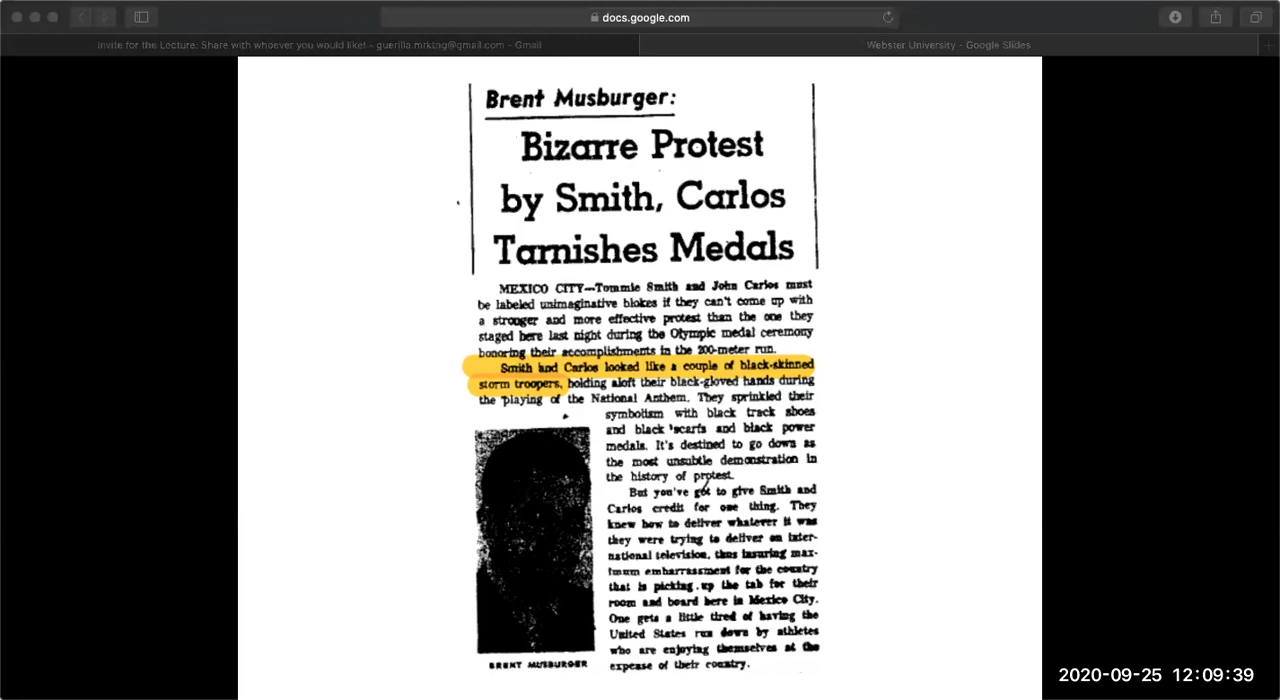 docs.google.com
Invite for the Lecture. Share with whoever you would like! - guerilla.mrktng@gmail.com - Gmail
Webster University - Google Slides
Brent Musburger:
Bizarre Protest
by Smith, Carlos
Tarnishes Medals
MEXICO CITY—Tommie Smith and John Carlos must
be labeled unimaginative blokes if they can't come up with
a stronger and more effective protest than the one they
staged here last night during the Olympic medal ceremony
honoring their accomplishments in the 200-meter run.
Smith and Carlos looked like a couple of black-skinned
storm troopers, holding aloft their black-gloved hands during
the playing of the National Anthem. They sprinkled their
symbolism with black track shoes
and black scarfs and black power
medals. It's destined to go down as
the most unsubtle demonstration in
the history of protest.
But you've got to give Smith and
Carlos credit for one thing. They
knew how to deliver whatever it was
they were trying to deliver on inter-
national television, thus insuring max-
imum embarrassment for the country
that is picking up the tab for their
room and board here in Mexico City.
One gets a little tired of having the
United States run down by athletes
who are enjoying themselves at the
expense of their country.
BRENT MUSBURGER
2020-09-25 12:09:39